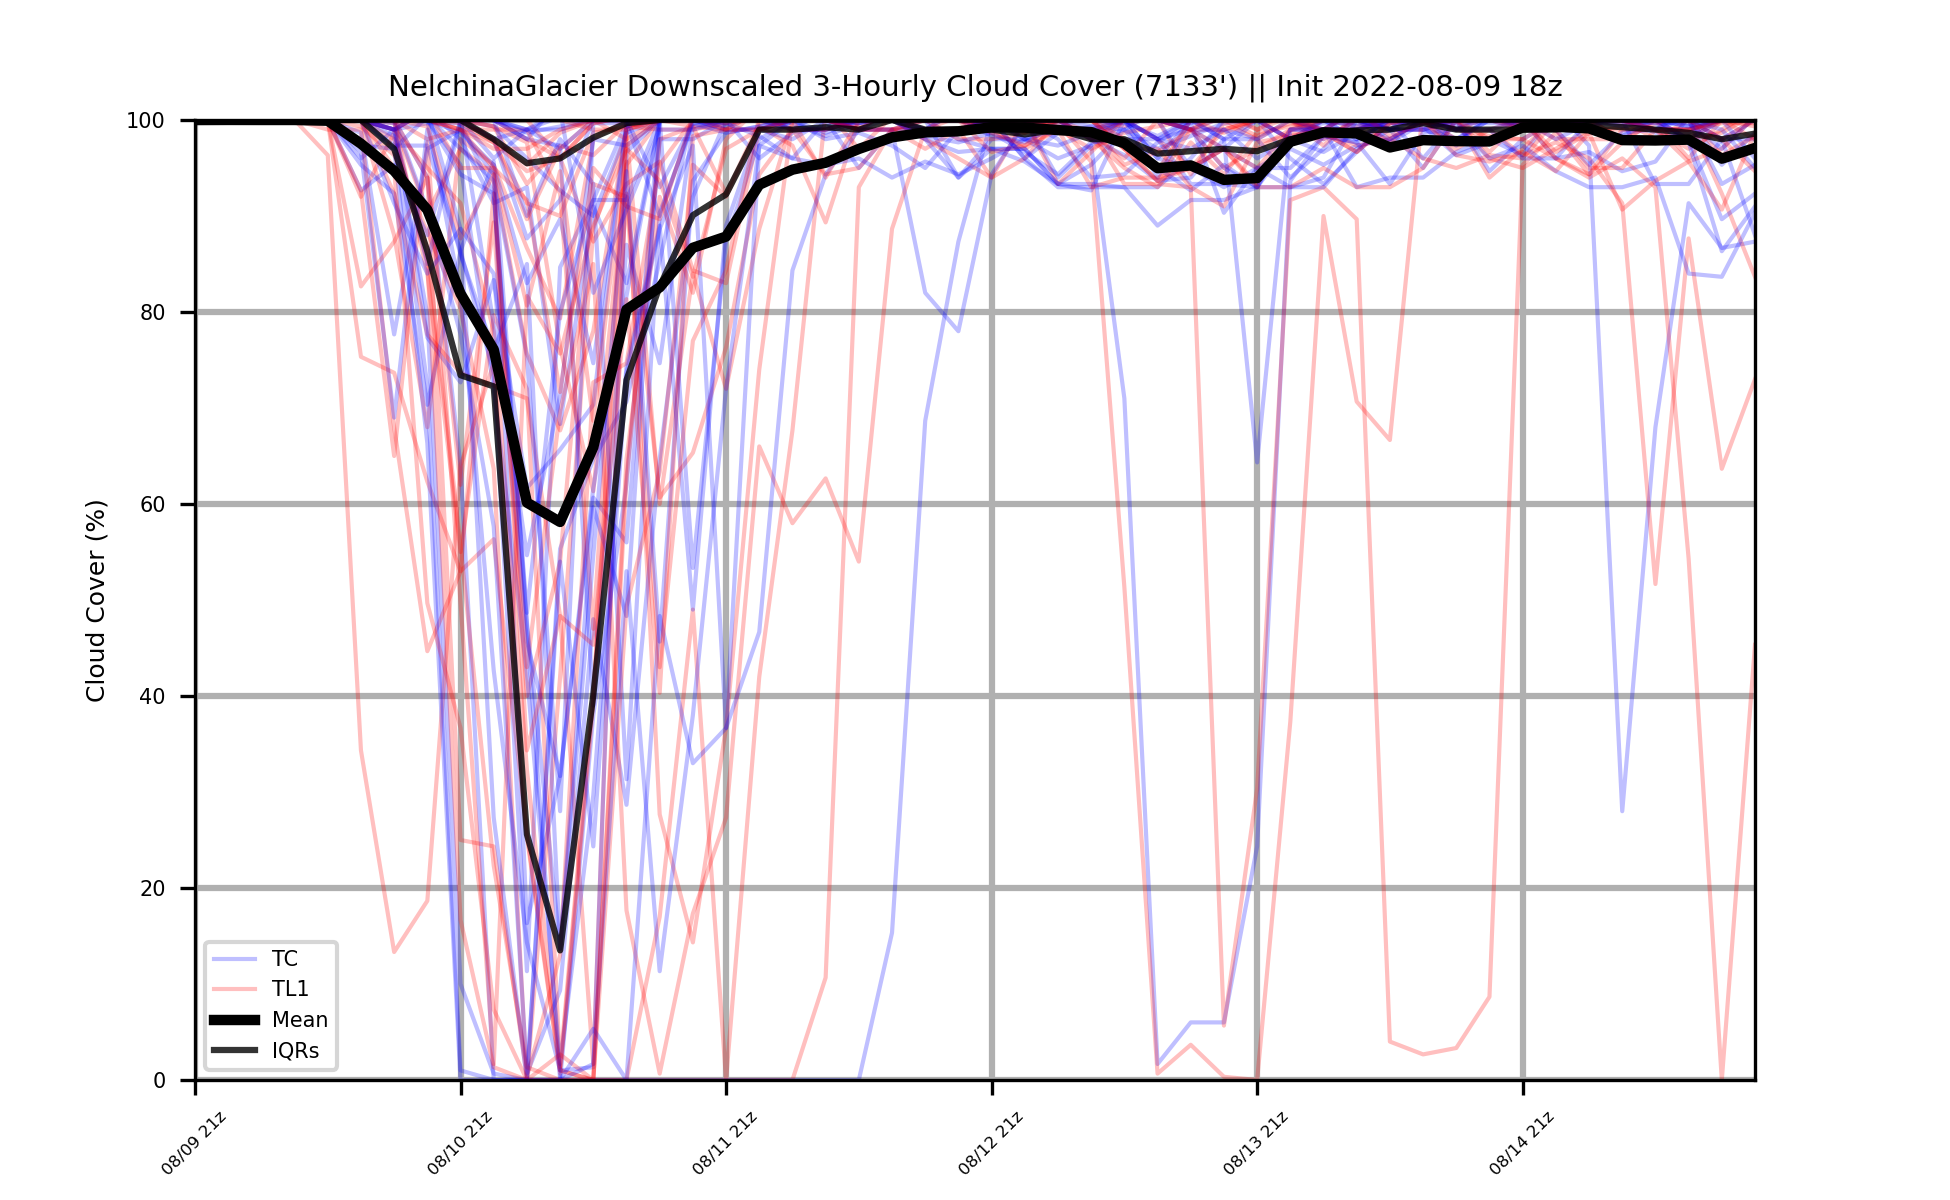 NelchinaGlacier Downscaled 3-Hourly Cloud Cover (7133') || Init 2022-08-09 18z
Cloud Cover (%)
100
80
60
40
20
0
TC
TL1
Mean
IQRs
08/09 21z
08/10 21z
08/11 21z
08/12 21z
08/13 21z
08/14 21z